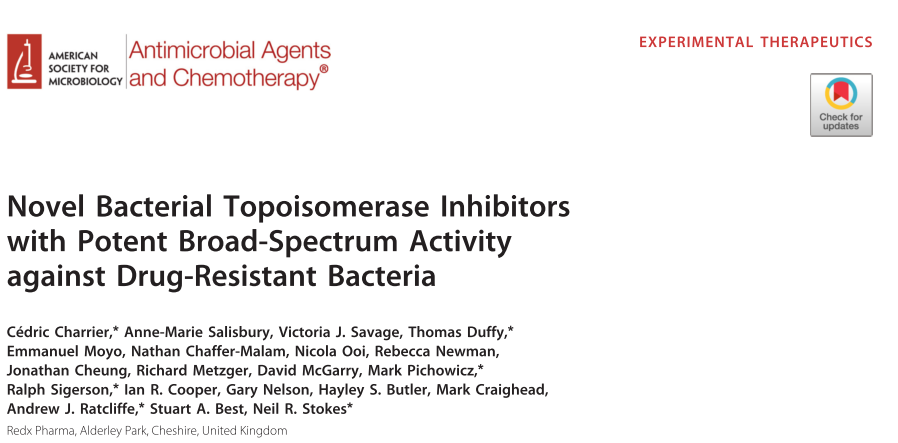 AMERICAN
SOCIETY FOR
MICROBIOLOGY
Antimicrobial Agents
and Chemotherapy®
EXPERIMENTAL THERAPEUTICS
Check for
updates
Novel Bacterial Topoisomerase Inhibitors
with Potent Broad-Spectrum Activity
against Drug-Resistant Bacteria
Cédric Charrier,* Anne-Marie Salisbury, Victoria J. Savage, Thomas Duffy,*
Emmanuel Moyo, Nathan Chaffer-Malam, Nicola Ooi, Rebecca Newman,
Jonathan Cheung, Richard Metzger, David McGarry, Mark Pichowicz,*
Ralph Sigerson,* Ian R. Cooper, Gary Nelson, Hayley S. Butler, Mark Craighead,
Andrew J. Ratcliffe,* Stuart A. Best, Neil R. Stokes*
Redx Pharma, Alderley Park, Cheshire, United Kingdom